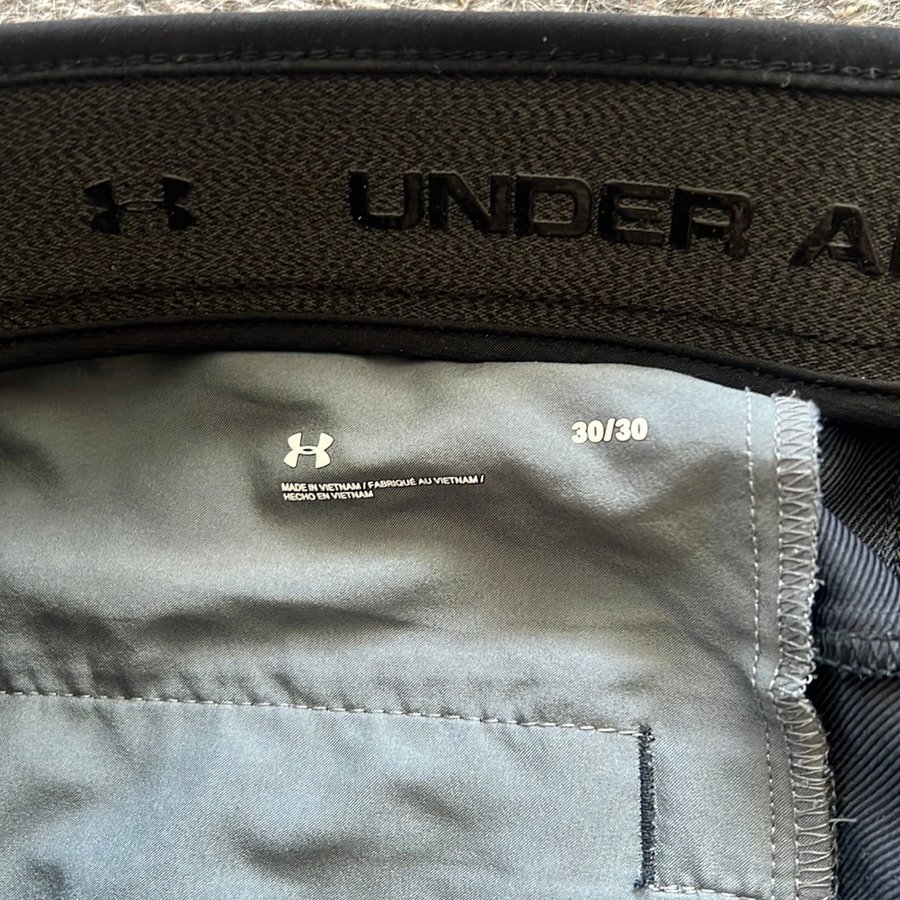 UNDER A
30/30
MADE IN VIETNAM / FABRIQUÉ AU VIETNAM /
HECHO EN VIETNAM